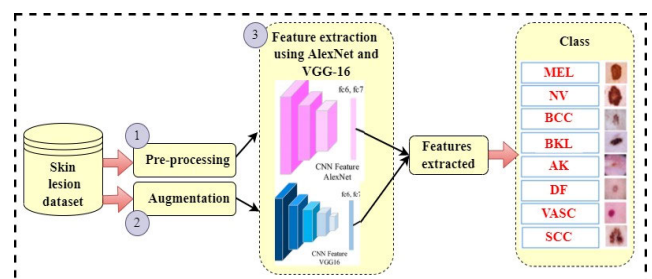 Skin
lesion
dataset
1
Pre-processing
Augmentation
2
3
Feature extraction
using AlexNet and
VGG-16
fc6, fc7
CNN Feature
AlexNet
fc6, fc7
CNN Feature
VGG16
Features
extracted
Class
MEL
NV
BCC
BKL
AK
DF
VASC
SCC